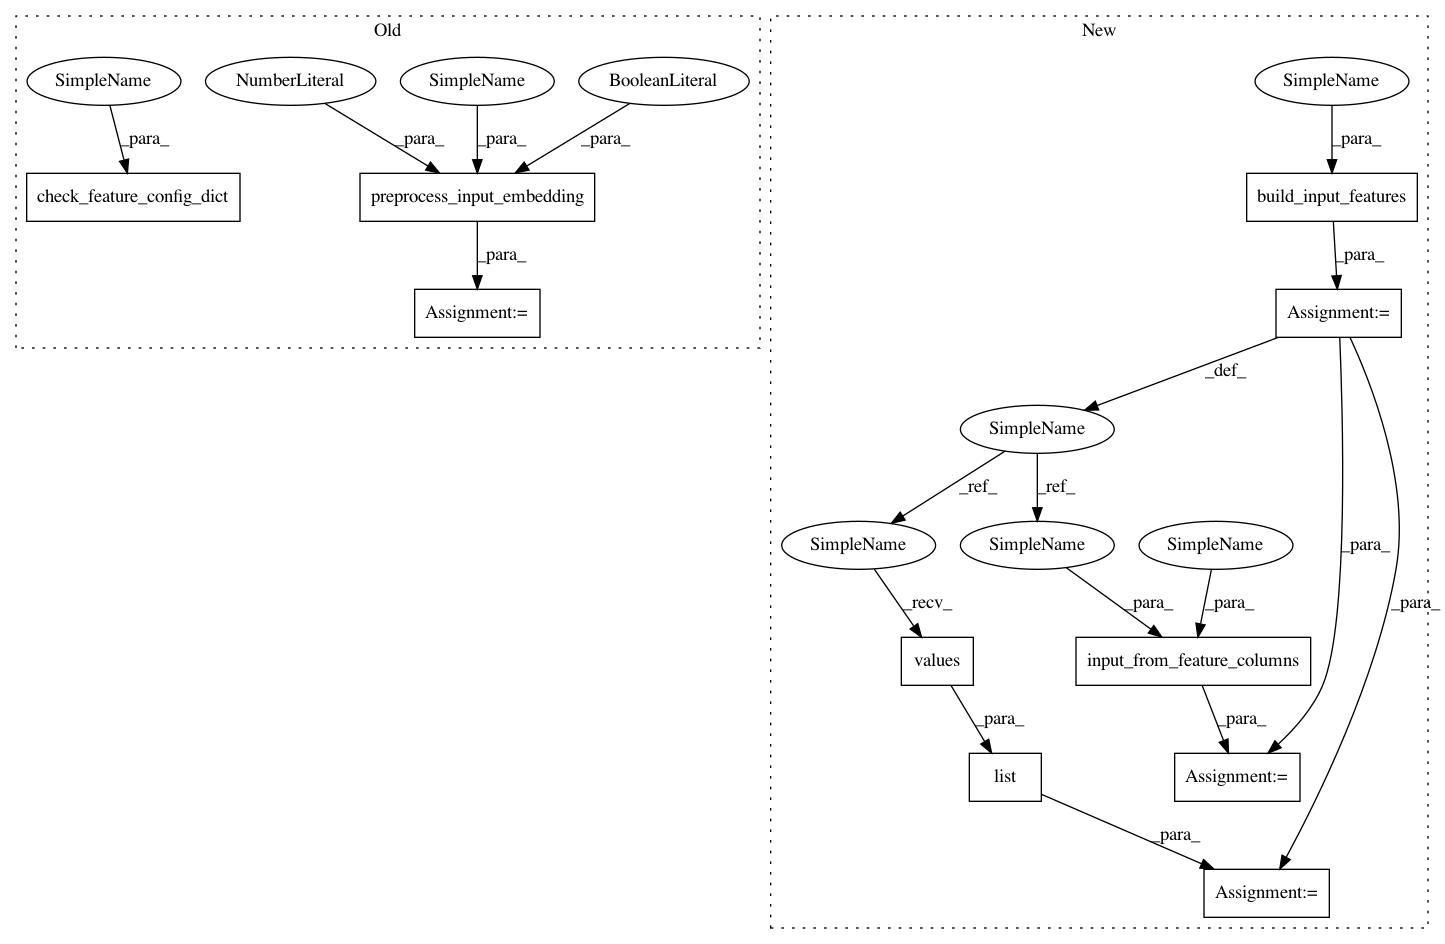 Old
New
SimpleName
NumberLiteral
SimpleName
BooleanLiteral
SimpleName
_para_
_para_
_para_
_para_
_para_
check_feature_config_dict
preprocess_input_embedding
build_input_features
_para_
_para_
Assignment:=
Assignment:=
_def_
SimpleName
_ref_
_ref_
SimpleName
SimpleName
SimpleName
_para_
_recv_
_para_
_para_
_para_
values
input_from_feature_columns
_para_
_para_
list
Assignment:=
_para_
Assignment:=